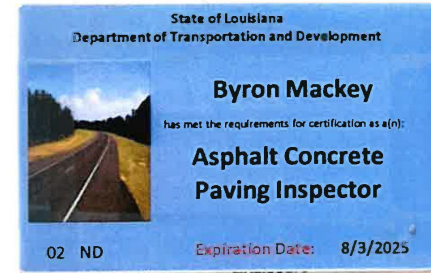 State of Louisiana
Department of Transportation and Development
Byron Mackey
has met the requirements for certification as a(n):
Asphalt Concrete
Paving Inspector
02 ND
Expiration Date: 8/3/2025